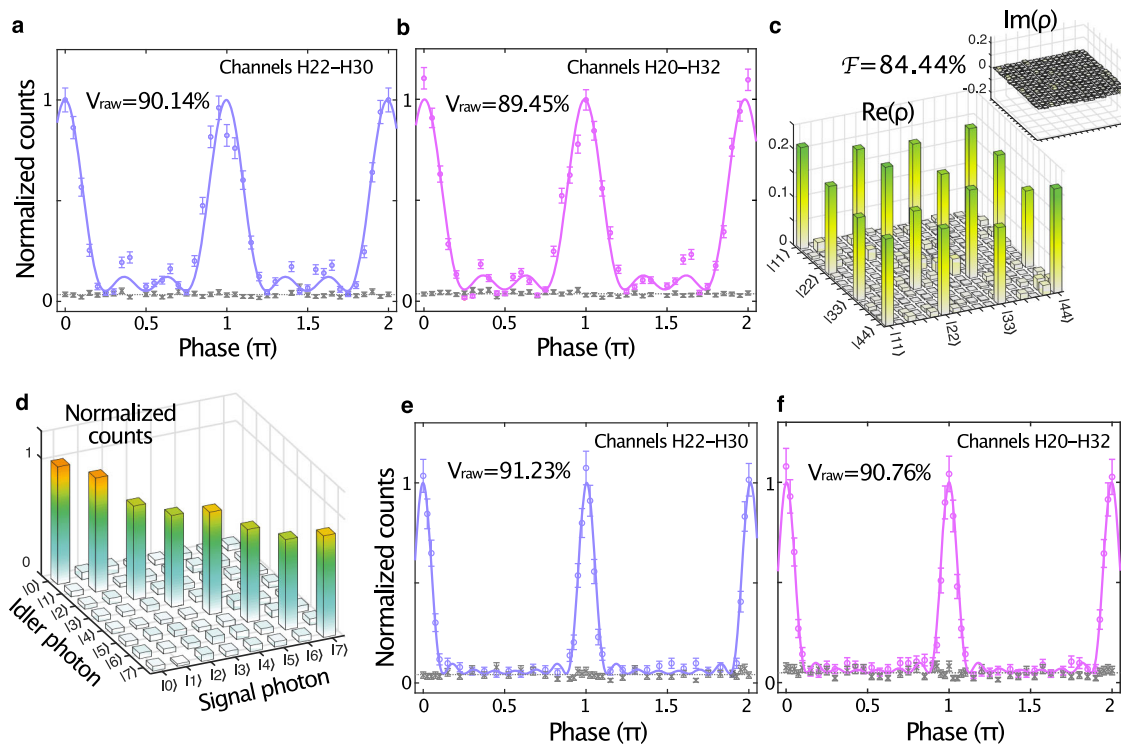 a
Channels H22–H30
Vraw=90.14%
Normalized counts
1
0
0
0.5
1
1.5
2
Phase (π)
b
Channels H20–H32
Vraw=89.45%
1
0
0
0.5
1
1.5
2
Phase (π)
c
Im(ρ)
0.2
0
-0.2
ℱ=84.44%
Re(ρ)
0.2
0.1
0
|11⟩
|22⟩
|33⟩
|44⟩
|11⟩
|22⟩
|33⟩
|44⟩
d
Normalized
counts
1
0
|0⟩
|1⟩
|2⟩
|3⟩
|4⟩
|5⟩
|6⟩
|7⟩
Idler photon
|0⟩
|1⟩
|2⟩
|3⟩
|4⟩
|5⟩
|6⟩
|7⟩
Signal photon
e
Channels H22–H30
Vraw=91.23%
Normalized counts
1
0
0
0.5
1
1.5
2
Phase (π)
f
Channels H20–H32
Vraw=90.76%
1
0
0
0.5
1
1.5
2
Phase (π)